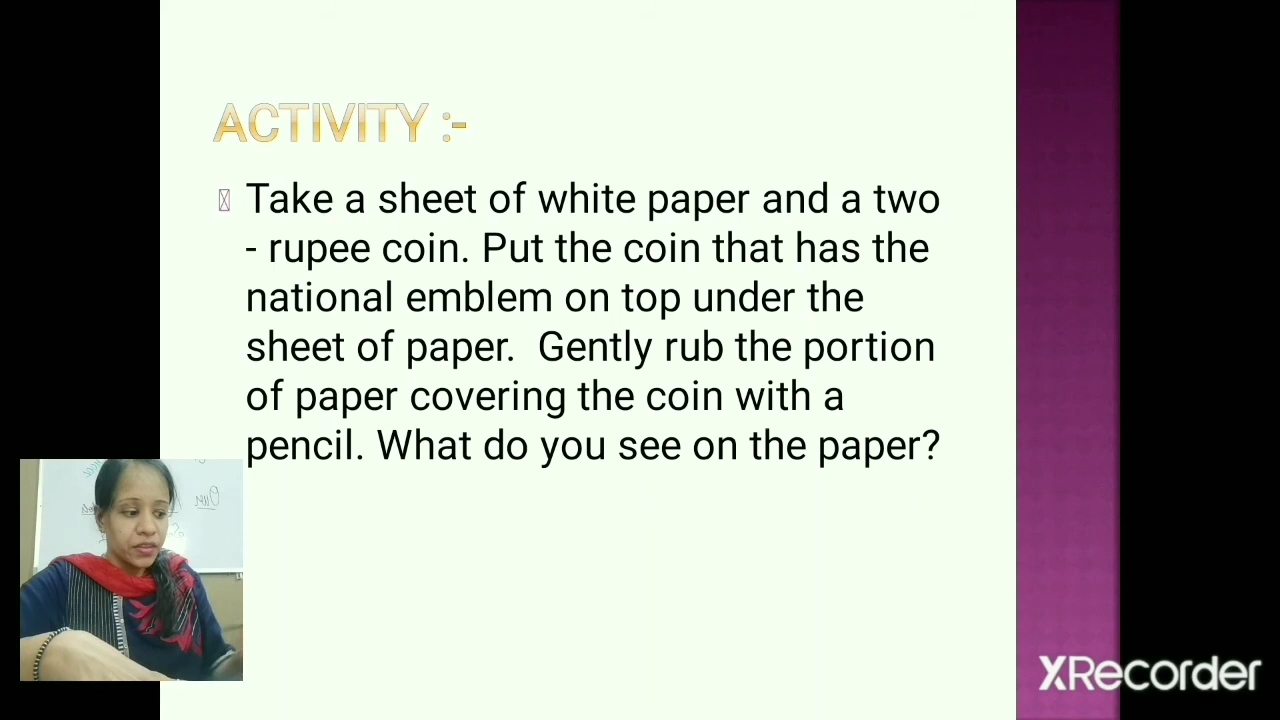 ACTIVITY :-
Take a sheet of white paper and a two
- rupee coin. Put the coin that has the
national emblem on top under the
sheet of paper.  Gently rub the portion
of paper covering the coin with a
pencil. What do you see on the paper?
Our
XRecorder